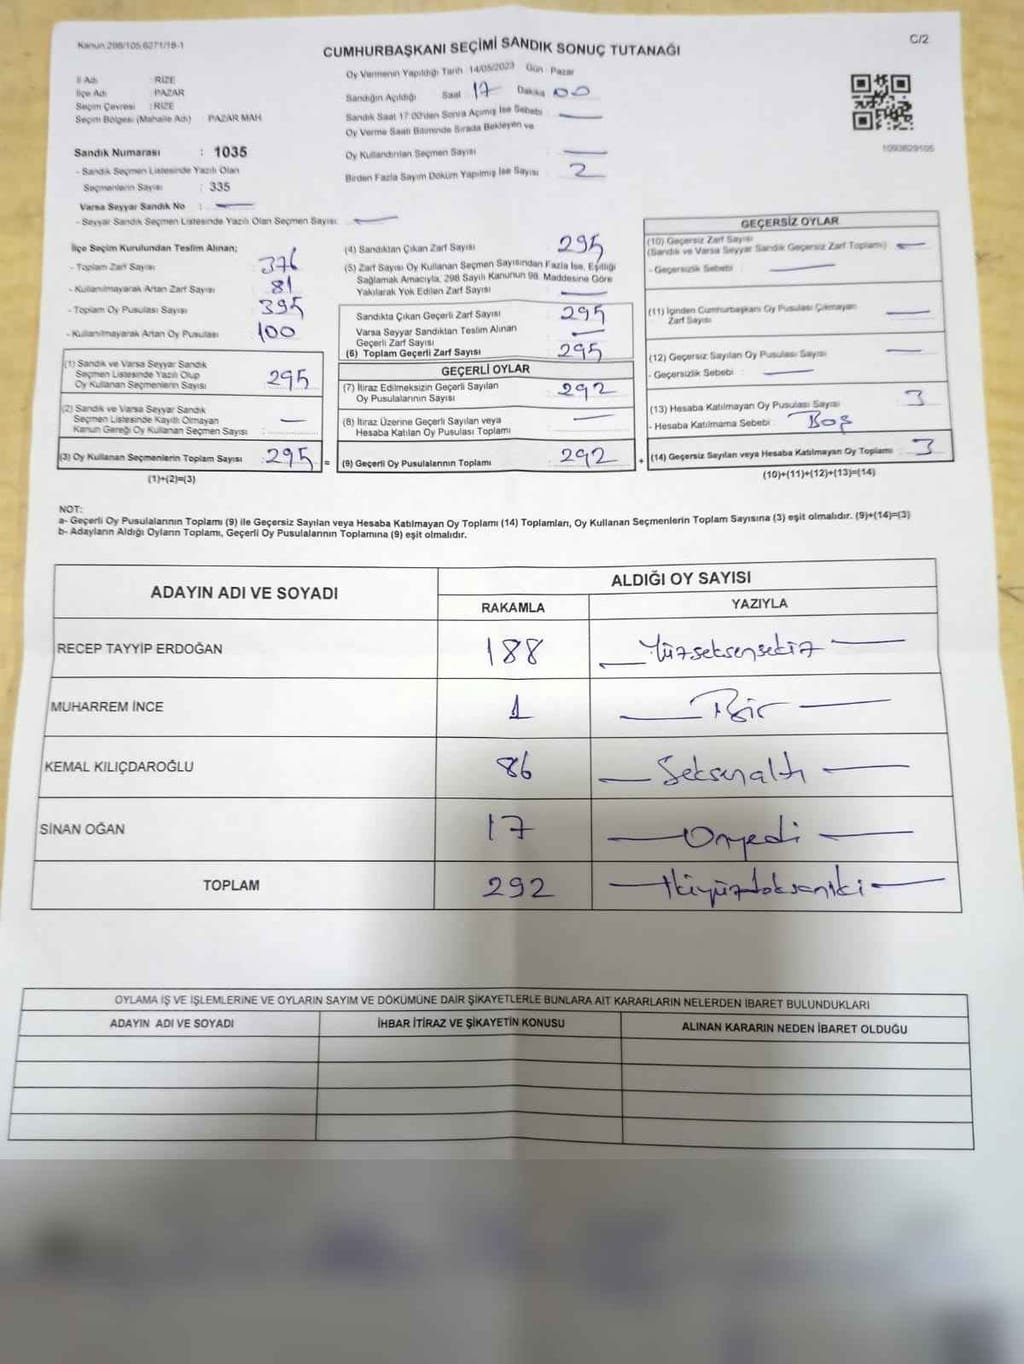 Kanun:298/105,6271/18-1
C/2
CUMHURBAŞKANI SEÇİMİ SANDIK SONUÇ TUTANAĞI
İl Adı : RİZE
İlçe Adı : PAZAR
Seçim Çevresi : RİZE
Seçim Bölgesi (Mahalle Adı) PAZAR MAH
Sandık Numarası : 1035
- Sandık Seçmen Listesinde Yazılı Olan
Seçmenlerin Sayısı : 335
Varsa Seyyar Sandık No : —
- Seyyar Sandık Seçmen Listesinde Yazılı Olan Seçmen Sayısı: —
Oy Vermenin Yapıldığı Tarih :14/05/2023 Gün : Pazar
Sandığın Açıldığı Saat 17 Dakika 00
Sandık Saat 17:00'den Sonra Açımış İse Sebebi —
Oy Verme Saati Bitiminde Sırada Bekleyen ve
Oy Kullandırılan Seçmen Sayısı —
Birden Fazla Sayım Döküm Yapılmış İse Sayısı 2
1093829105
İlçe Seçim Kurulundan Teslim Alınan;
- Toplam Zarf Sayısı : 376
- Kullanılmayarak Artan Zarf Sayısı : 81
- Toplam Oy Pusulası Sayısı : 395
- Kullanılmayarak Artan Oy Pusulası : 100
(1) Sandık ve Varsa Seyyar Sandık
Seçmen Listesinde Yazılı Olup
Oy Kullanan Seçmenlerin Sayısı : 295
(2) Sandık ve Varsa Seyyar Sandık
Seçmen Listesinde Kayıtlı Olmayan
Kanun Gereği Oy Kullanan Seçmen Sayısı : —
(3) Oy Kullanan Seçmenlerin Toplam Sayısı : 295 =
(1)+(2)=(3)
(4) Sandıktan Çıkan Zarf Sayısı 295
(5) Zarf Sayısı Oy Kullanan Seçmen Sayısından Fazla İse, Eşitliği
Sağlamak Amacıyla, 298 Sayılı Kanunun 98. Maddesine Göre
Yakılarak Yok Edilen Zarf Sayısı —
Sandıkta Çıkan Geçerli Zarf Sayısı 295
Varsa Seyyar Sandıktan Teslim Alınan
Geçerli Zarf Sayısı —
(6) Toplam Geçerli Zarf Sayısı 295
GEÇERLİ OYLAR
(7) İtiraz Edilmeksizin Geçerli Sayılan
Oy Pusulalarının Sayısı 292
(8) İtiraz Üzerine Geçerli Sayılan veya
Hesaba Katılan Oy Pusulası Toplamı —
(9) Geçerli Oy Pusulalarının Toplamı 292 +
GEÇERSİZ OYLAR
(10) Geçersiz Zarf Sayısı
(Sandık ve Varsa Seyyar Sandık Geçersiz Zarf Toplamı) —
- Geçersizlik Sebebi : —
(11) İçinden Cumhurbaşkanı Oy Pusulası Çıkmayan
Zarf Sayısı —
(12) Geçersiz Sayılan Oy Pusulası Sayısı —
- Geçersizlik Sebebi : —
(13) Hesaba Katılmayan Oy Pusulası Sayısı 3
- Hesaba Katılmama Sebebi : Boş
(14) Geçersiz Sayılan veya Hesaba Katılmayan Oy Toplamı 3
(10)+(11)+(12)+(13)=(14)
NOT:
a- Geçerli Oy Pusulalarının Toplamı (9) ile Geçersiz Sayılan veya Hesaba Katılmayan Oy Toplamı (14) Toplamları, Oy Kullanan Seçmenlerin Toplam Sayısına (3) eşit olmalıdır. (9)+(14)=(3)
b- Adayların Aldığı Oyların Toplamı, Geçerli Oy Pusulalarının Toplamına (9) eşit olmalıdır.
ADAYIN ADI VE SOYADI
ALDIĞI OY SAYISI
RAKAMLA YAZIYLA
RECEP TAYYİP ERDOĞAN 188 Yüzseksensekiz
MUHARREM İNCE 1 Bir
KEMAL KILIÇDAROĞLU 86 Seksenaltı
SİNAN OĞAN 17 Onyedi
TOPLAM 292 İkiyüzdoksaniki
OYLAMA İŞ VE İŞLEMLERİNE VE OYLARIN SAYIM VE DÖKÜMÜNE DAİR ŞİKAYETLERLE BUNLARA AİT KARARLARIN NELERDEN İBARET BULUNDUKLARI
ADAYIN ADI VE SOYADI İHBAR İTİRAZ VE ŞİKAYETİN KONUSU ALINAN KARARIN NEDEN İBARET OLDUĞU